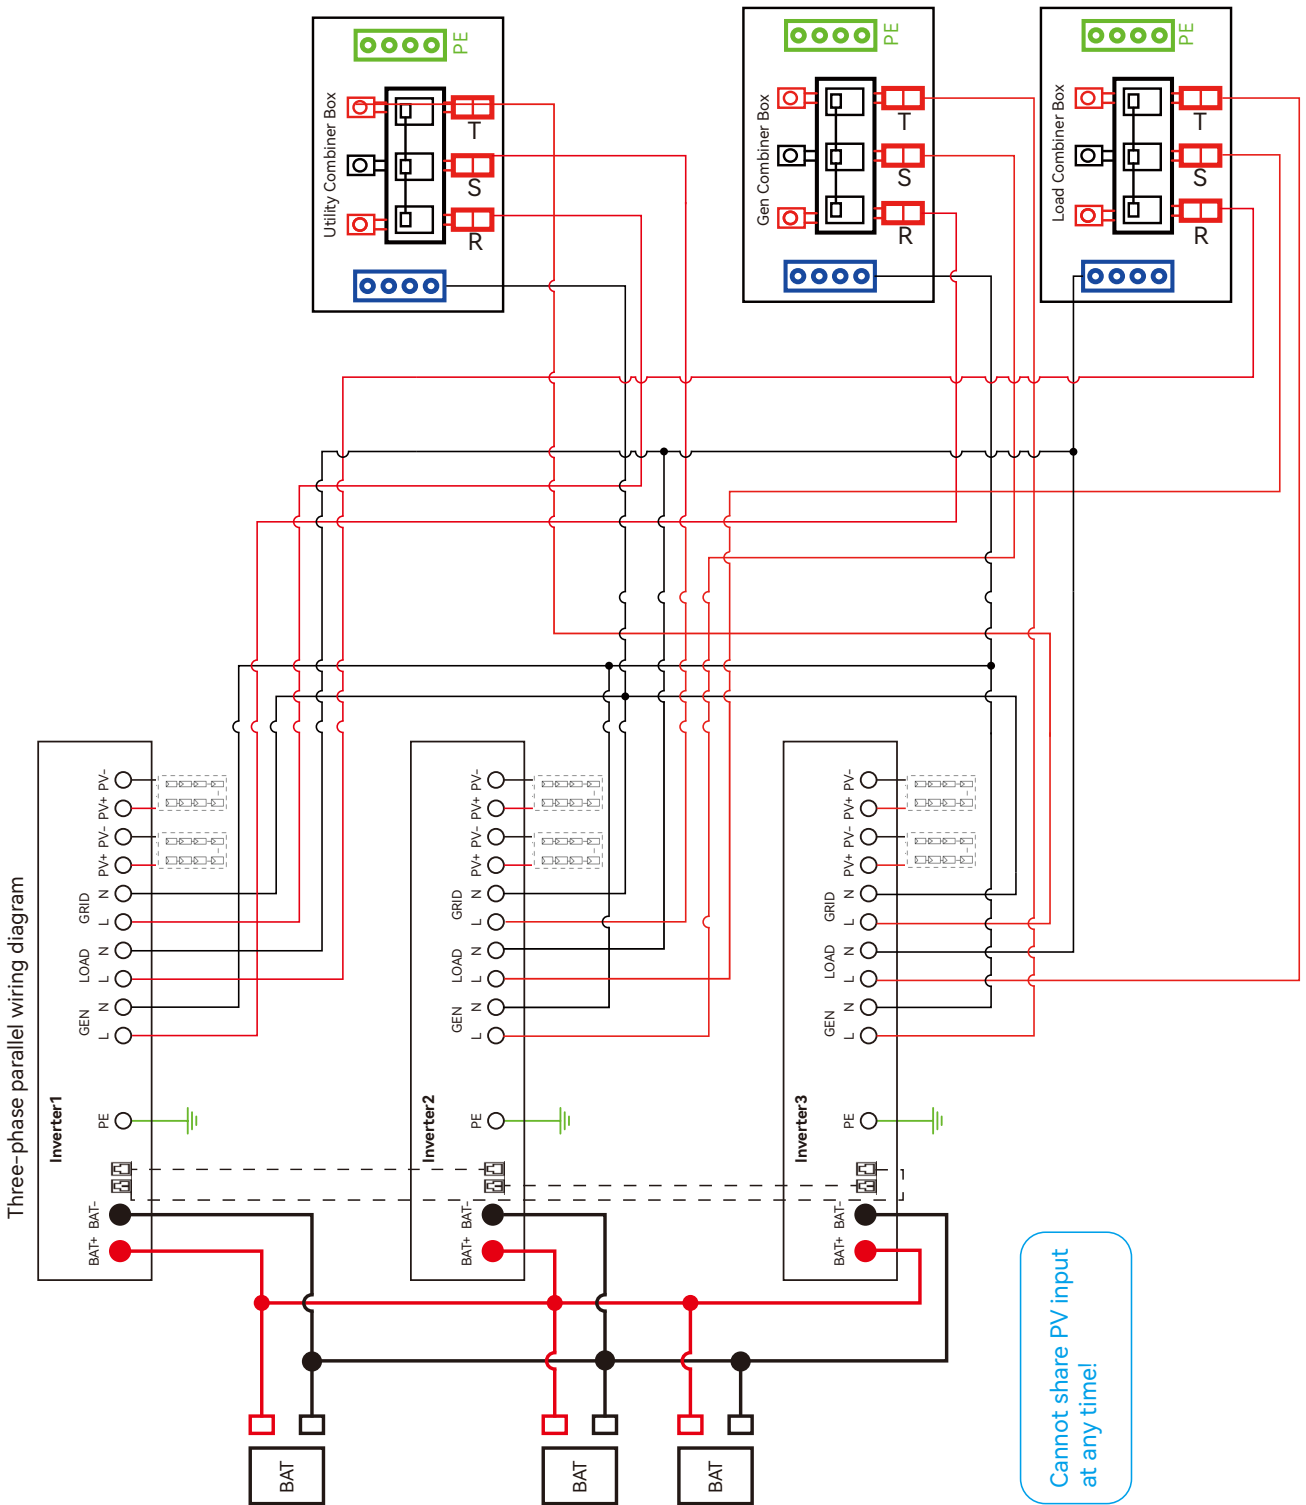 Three-phase parallel wiring diagram
Utility Combiner Box
PE
T
S
R
Gen Combiner Box
PE
T
S
R
Load Combiner Box
PE
T
S
R
Inverter1
BAT+
BAT-
PE
GEN
L
N
LOAD
L
N
GRID
L
N
PV+
PV-
PV+
PV-
Inverter2
BAT+
BAT-
PE
GEN
L
N
LOAD
L
N
GRID
L
N
PV+
PV-
PV+
PV-
Inverter3
BAT+
BAT-
PE
GEN
L
N
LOAD
L
N
GRID
L
N
PV+
PV-
PV+
PV-
BAT
BAT
BAT
Cannot share PV input
at any time!